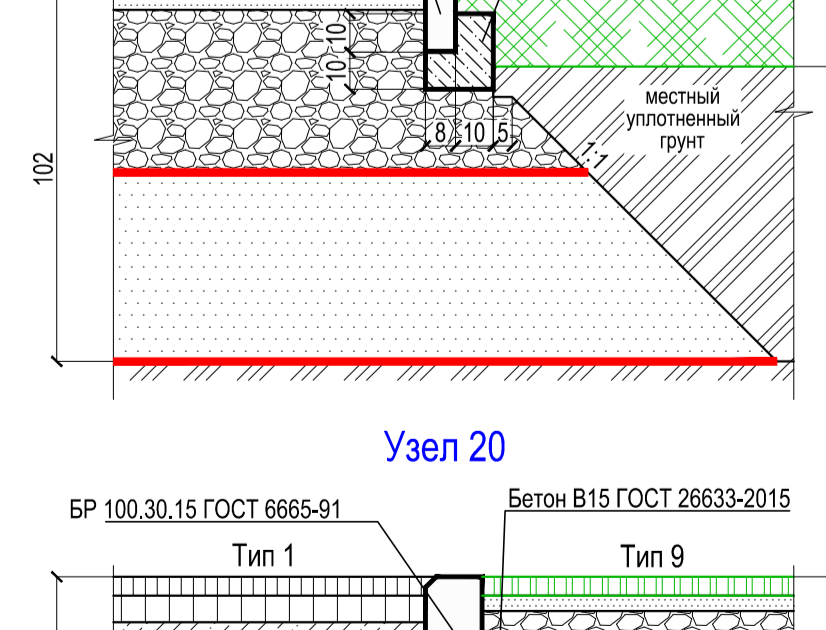 10
10
местный
уплотненный
грунт
8 10 5
1:1
102
Узел 20
БР 100.30.15 ГОСТ 6665-91
Бетон В15 ГОСТ 26633-2015
Тип 1
Тип 9